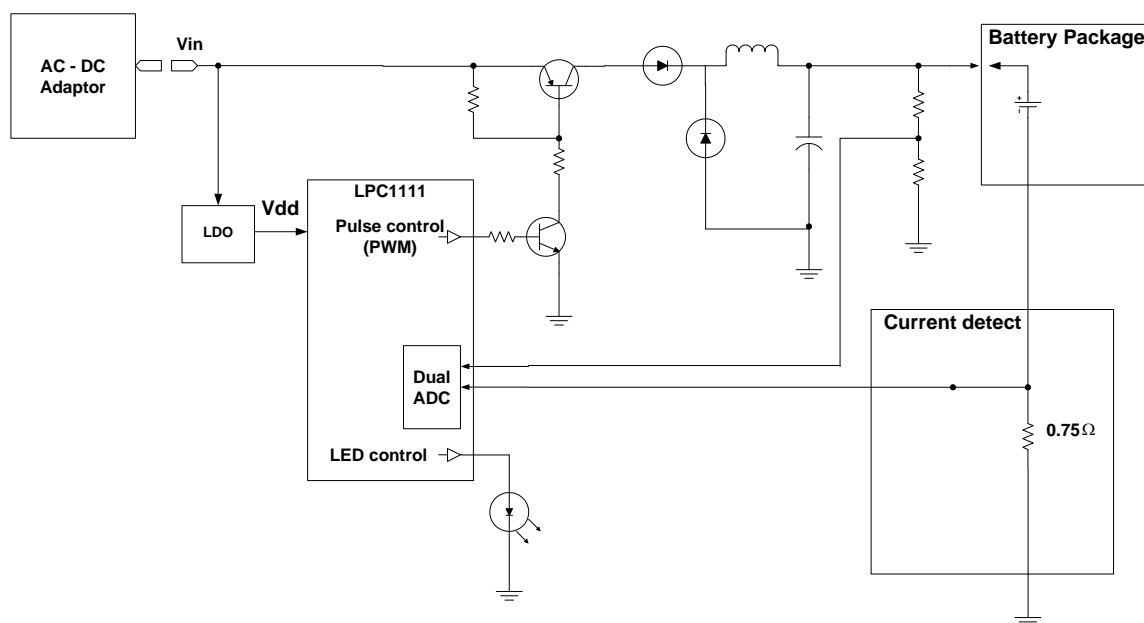 Battery Package
Vin
AC - DC
Adaptor
+
-
LPC1111
Vdd
LDO
Pulse control
(PWM)
Current detect
Dual
ADC
0.75Ω
LED control